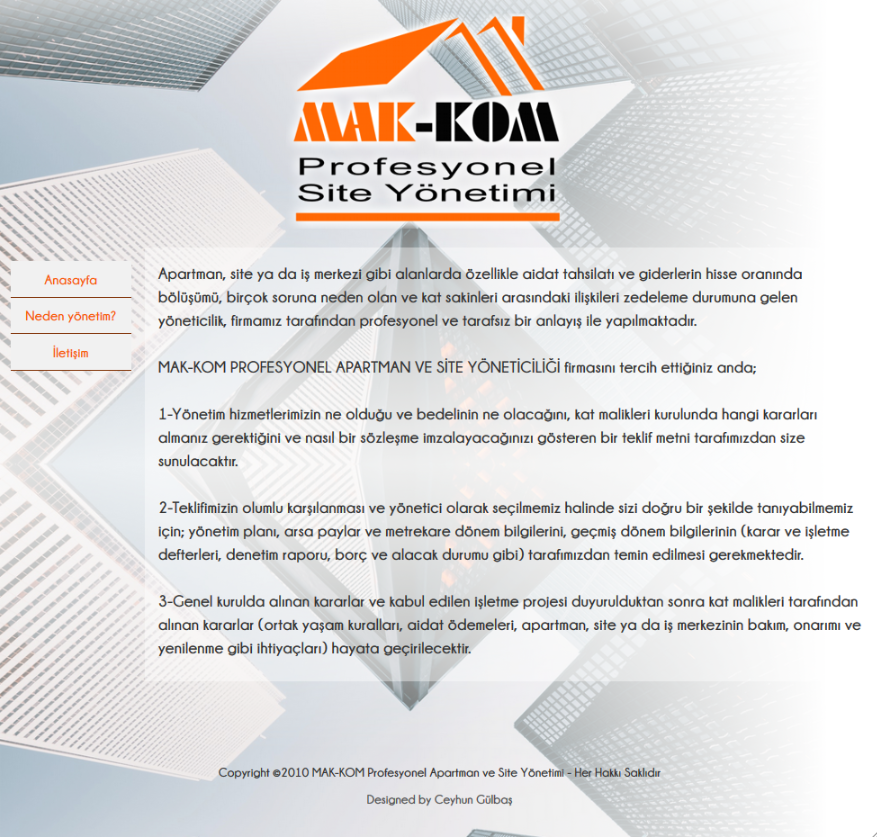 MAK-KOM
Profesyonel
Site Yönetimi
Anasayfa
Neden yönetim?
İletişim
Apartman, site ya da iş merkezi gibi alanlarda özellikle aidat tahsilatı ve giderlerin hisse oranında
bölüşümü, birçok soruna neden olan ve kat sakinleri arasındaki ilişkileri zedeleme durumuna gelen
yöneticilik, firmamız tarafından profesyonel ve tarafsız bir anlayış ile yapılmaktadır.
MAK-KOM PROFESYONEL APARTMAN VE SİTE YÖNETİCİLİĞİ firmasını tercih ettiğiniz anda;
1-Yönetim hizmetlerimizin ne olduğu ve bedelinin ne olacağını, kat malikleri kurulunda hangi kararları
almanız gerektiğini ve nasıl bir sözleşme imzalayacağınızı gösteren bir teklif metni tarafımızdan size
sunulacaktır.
2-Teklifimizin olumlu karşılanması ve yönetici olarak seçilmemiz halinde sizi doğru bir şekilde tanıyabilmemiz
için; yönetim planı, arsa paylar ve metrekare dönem bilgilerini, geçmiş dönem bilgilerinin (karar ve işletme
defterleri, denetim raporu, borç ve alacak durumu gibi) tarafımızdan temin edilmesi gerekmektedir.
3-Genel kurulda alınan kararlar ve kabul edilen işletme projesi duyurulduktan sonra kat malikleri tarafından
alınan kararlar (ortak yaşam kuralları, aidat ödemeleri, apartman, site ya da iş merkezinin bakım, onarımı ve
yenilenme gibi ihtiyaçları) hayata geçirilecektir.
Copyright ©2010 MAK-KOM Profesyonel Apartman ve Site Yönetimi - Her Hakkı Saklıdır
Designed by Ceyhun Gülbaş